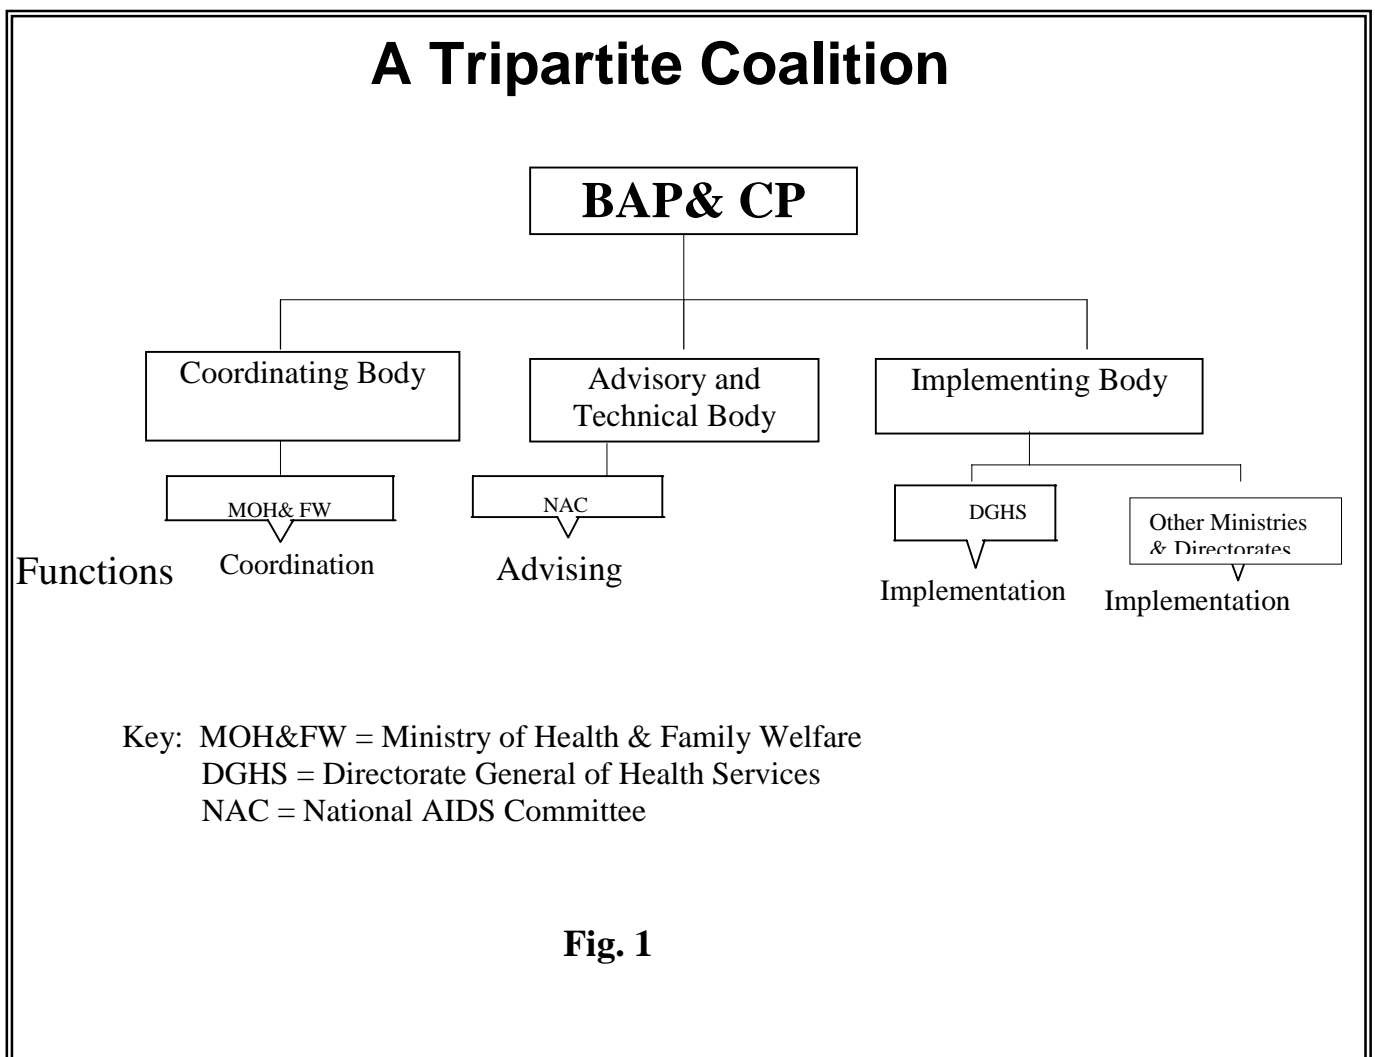 A Tripartite Coalition
BAP& CP
Coordinating Body
Advisory and
Technical Body
Implementing Body
MOH& FW
NAC
DGHS
Other Ministries
& Directorates
Functions
Coordination
Advising
Implementation
Implementation
Key: MOH&FW = Ministry of Health & Family Welfare
DGHS = Directorate General of Health Services
NAC = National AIDS Committee
Fig. 1